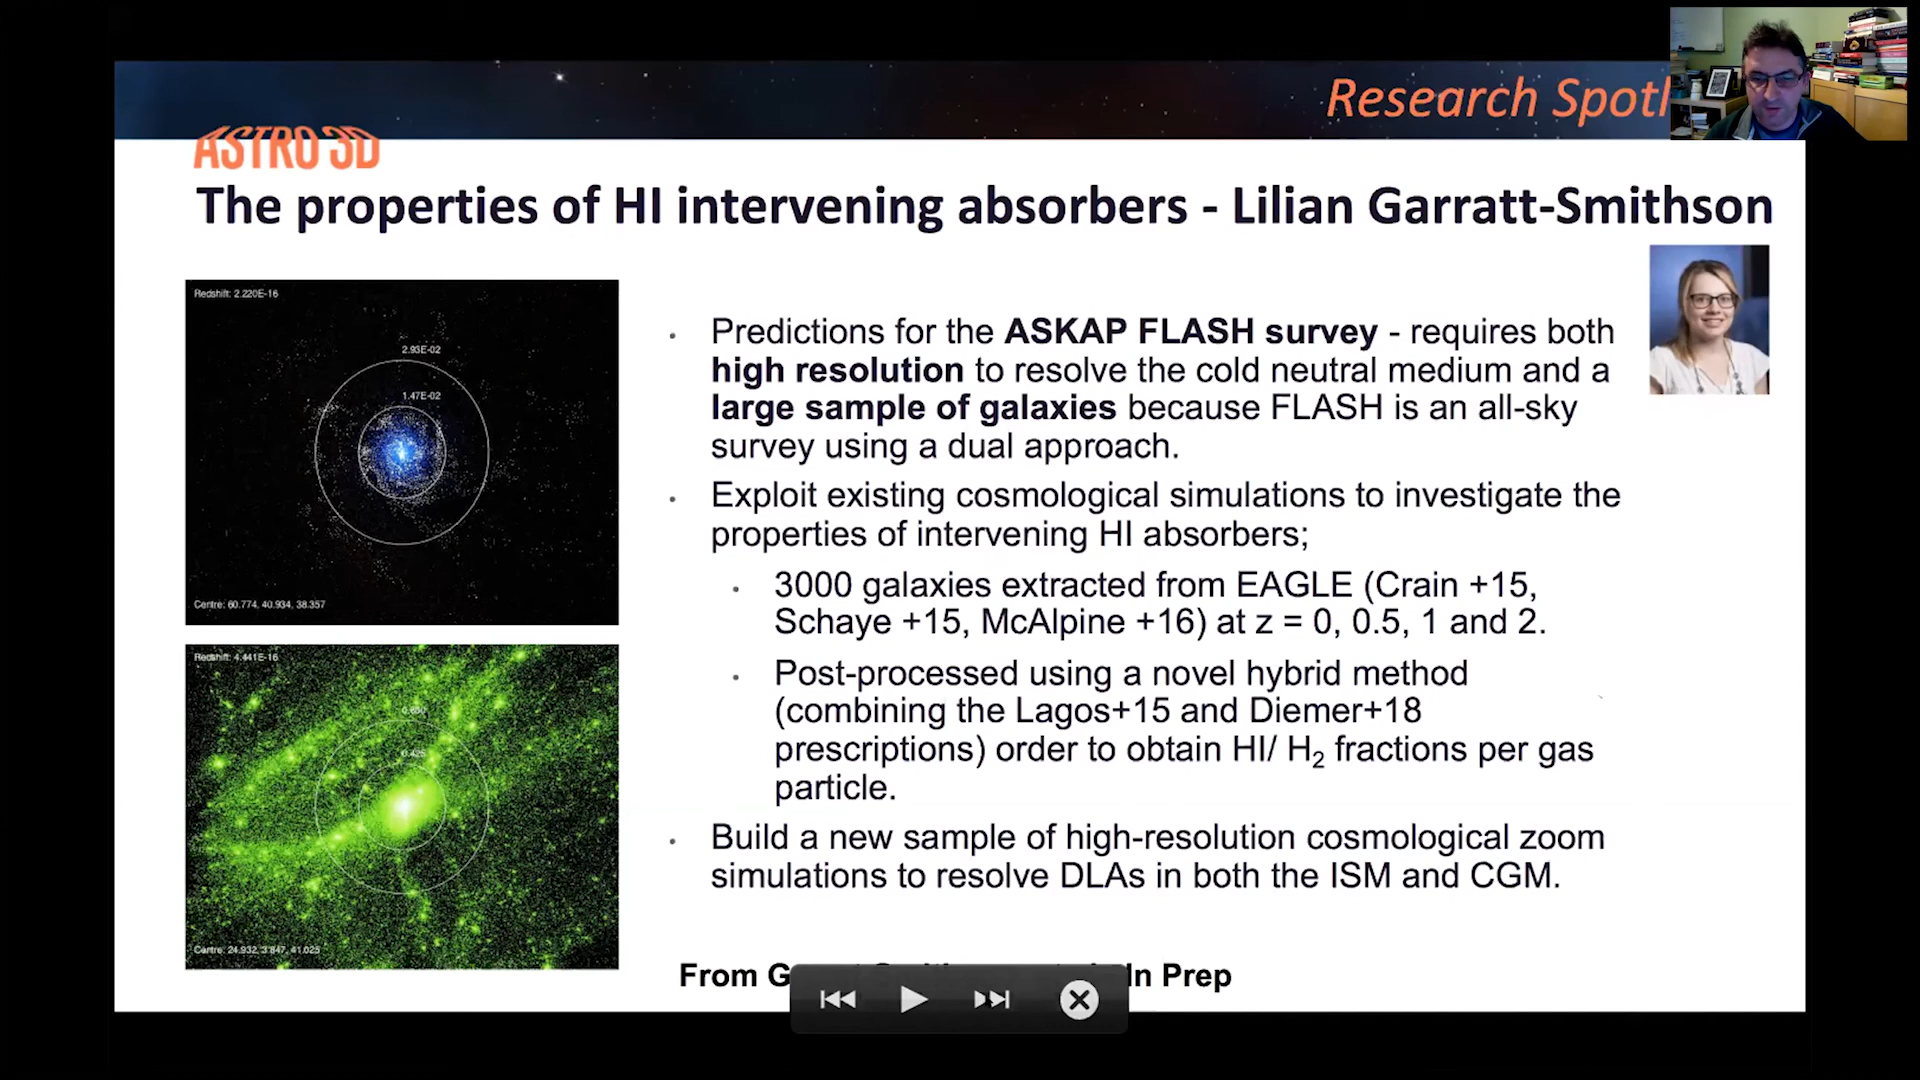 Research Spotl
ASTRO 3D
The properties of HI intervening absorbers - Lilian Garratt-Smithson
Redshift: 2.220E-16
2.93E-02
1.47E-02
Centre: 60.774, 40.934, 38.357
Redshift: 4.441E-16
0.425
Centre: 24.932, 3.847, 41.025
• Predictions for the ASKAP FLASH survey - requires both
high resolution to resolve the cold neutral medium and a
large sample of galaxies because FLASH is an all-sky
survey using a dual approach.
• Exploit existing cosmological simulations to investigate the
properties of intervening HI absorbers;
• 3000 galaxies extracted from EAGLE (Crain +15,
Schaye +15, McAlpine +16) at z = 0, 0.5, 1 and 2.
• Post-processed using a novel hybrid method
(combining the Lagos+15 and Diemer+18
prescriptions) order to obtain HI/ H₂ fractions per gas
particle.
• Build a new sample of high-resolution cosmological zoom
simulations to resolve DLAs in both the ISM and CGM.
From G In Prep